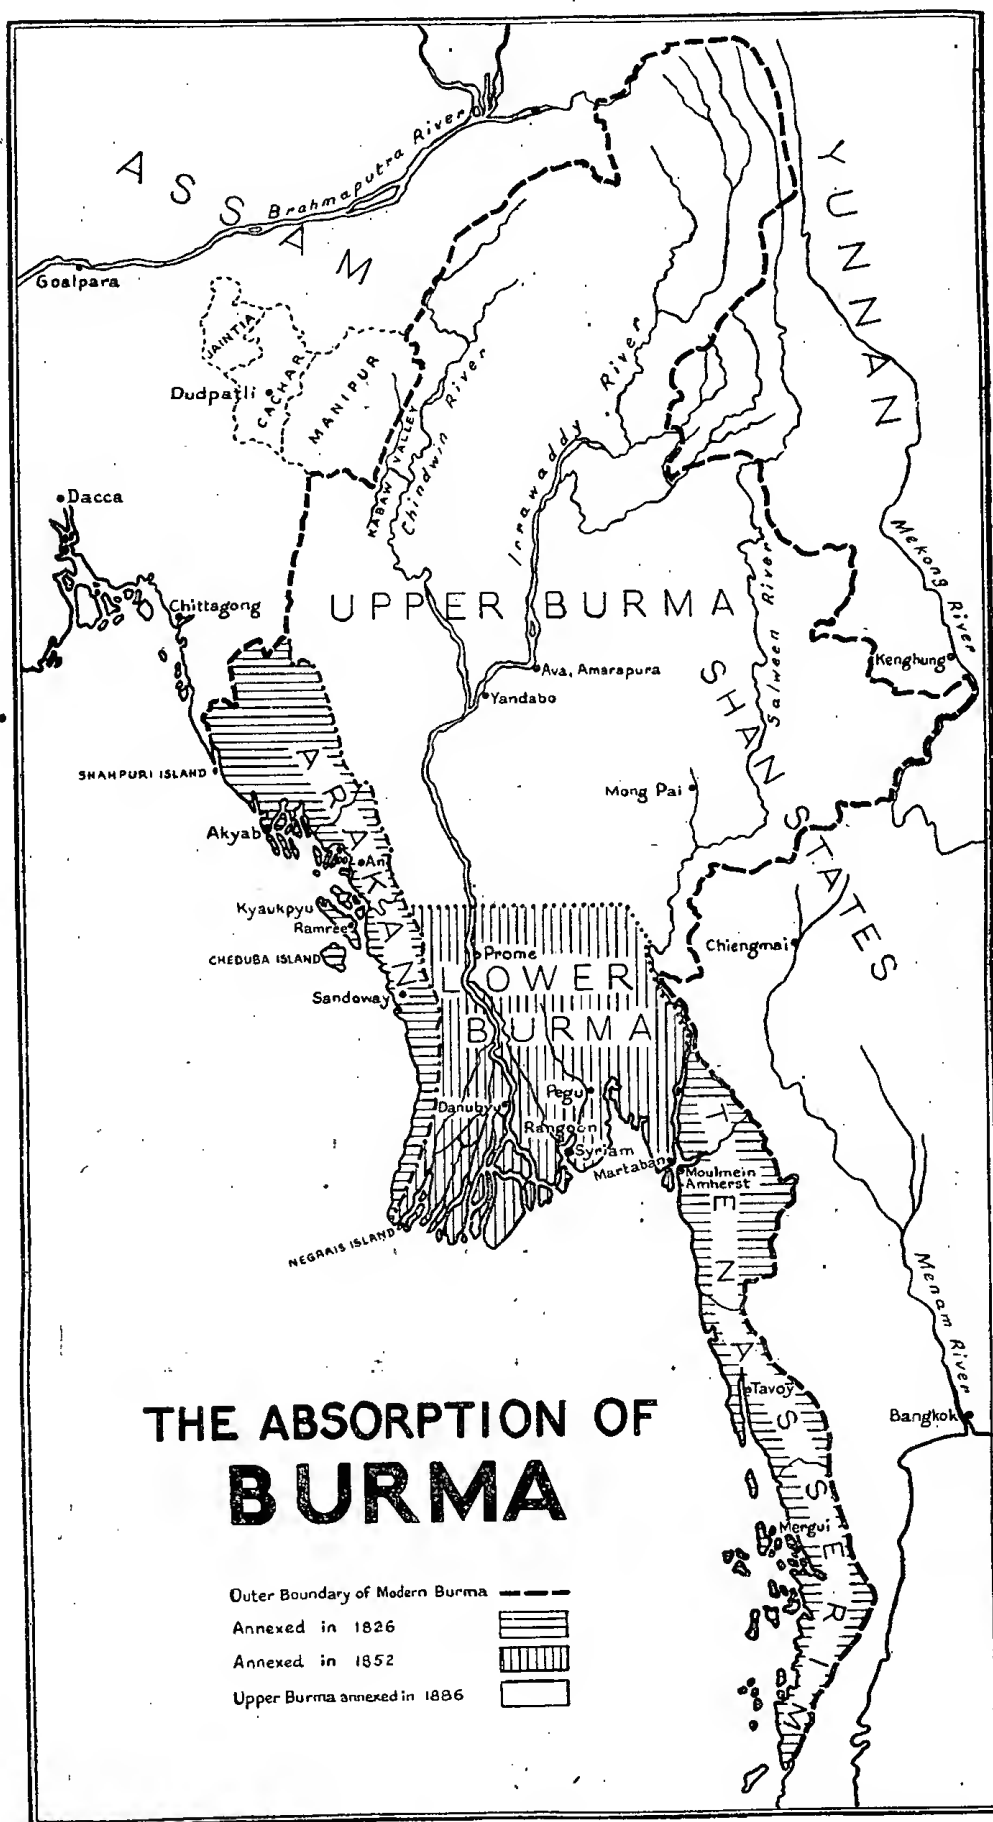 ASSAM
Brahmaputra River
YUNNAN
Goalpara
JAINTIA
CACHAR
Dudpatli
MANIPUR
KABAW VALLEY
Chindwin River
Irrawaddy River
Dacca
Mekong River
Chittagong
UPPER BURMA
Salween River
Kenghung
Ava, Amarapura
Yandabo
SHAN STATES
SHAHPURI ISLAND
ARAKAN
Mong Pai
Akyab
An
Kyaukpyu
Ramree
CHEDUBA ISLAND
Chiengmai
Prome
LOWER
BURMA
Sandoway
Pegu
Danubyu
Rangoon
Syriam
Martaban
Moulmein
Amherst
TENASSERIM
NEGRAIS ISLAND
Menam River
Tavoy
Bangkok
Mergui
THE ABSORPTION OF
BURMA
Outer Boundary of Modern Burma
Annexed in 1826
Annexed in 1852
Upper Burma annexed in 1886